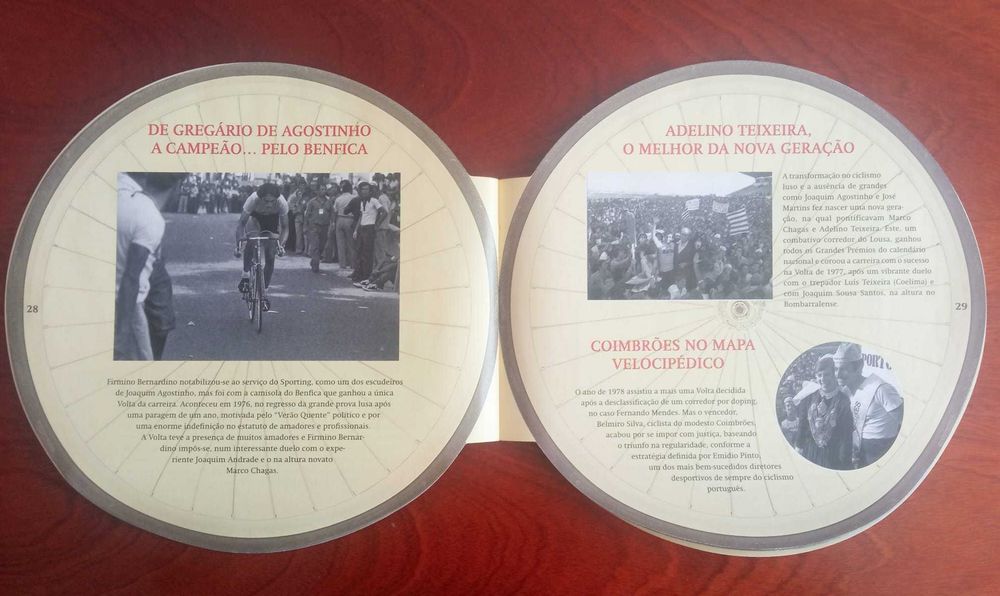 DE GREGÁRIO DE AGOSTINHO
A CAMPEÃO... PELO BENFICA
28
Firmino Bernardino notabilizou-se ao serviço do Sporting, como um dos escudeiros
de Joaquim Agostinho, mas foi com a camisola do Benfica que ganhou a única
Volta da carreira. Aconteceu em 1976, no regresso da grande prova lusa após
uma paragem de um ano, motivada pelo "Verão Quente" político e por
uma enorme indefinição no estatuto de amadores e profissionais.
A Volta teve a presença de muitos amadores e Firmino Bernar-
dino impôs-se, num interessante duelo com o expe-
riente Joaquim Andrade e o na altura novato
Marco Chagas.
ADELINO TEIXEIRA,
O MELHOR DA NOVA GERAÇÃO
A transformação no ciclismo
luso e a ausência de grandes
como Joaquim Agostinho e José
Martins fez nascer uma nova gera-
ção, na qual pontificavam Marco
Chagas e Adelino Teixeira. Este, um
combativo corredor do Lousa, ganhou
todos os Grandes Prémios do calendário
nacional e coroou a carreira com o sucesso
na Volta de 1977, após um vibrante duelo
com o trepador Luís Teixeira (Coelima) e
com Joaquim Sousa Santos, na altura no
Bombarralense.
29
COIMBRÕES NO MAPA
VELOCIPÉDICO
O ano de 1978 assistiu a mais uma Volta decidida
após a desclassificação de um corredor por doping,
no caso Fernando Mendes. Mas o vencedor,
Belmiro Silva, ciclista do modesto Coimbrões,
acabou por se impor com justiça, baseando
o triunfo na regularidade, conforme a
estratégia definida por Emídio Pinto,
um dos mais bem-sucedidos diretores
desportivos de sempre do ciclismo
português.